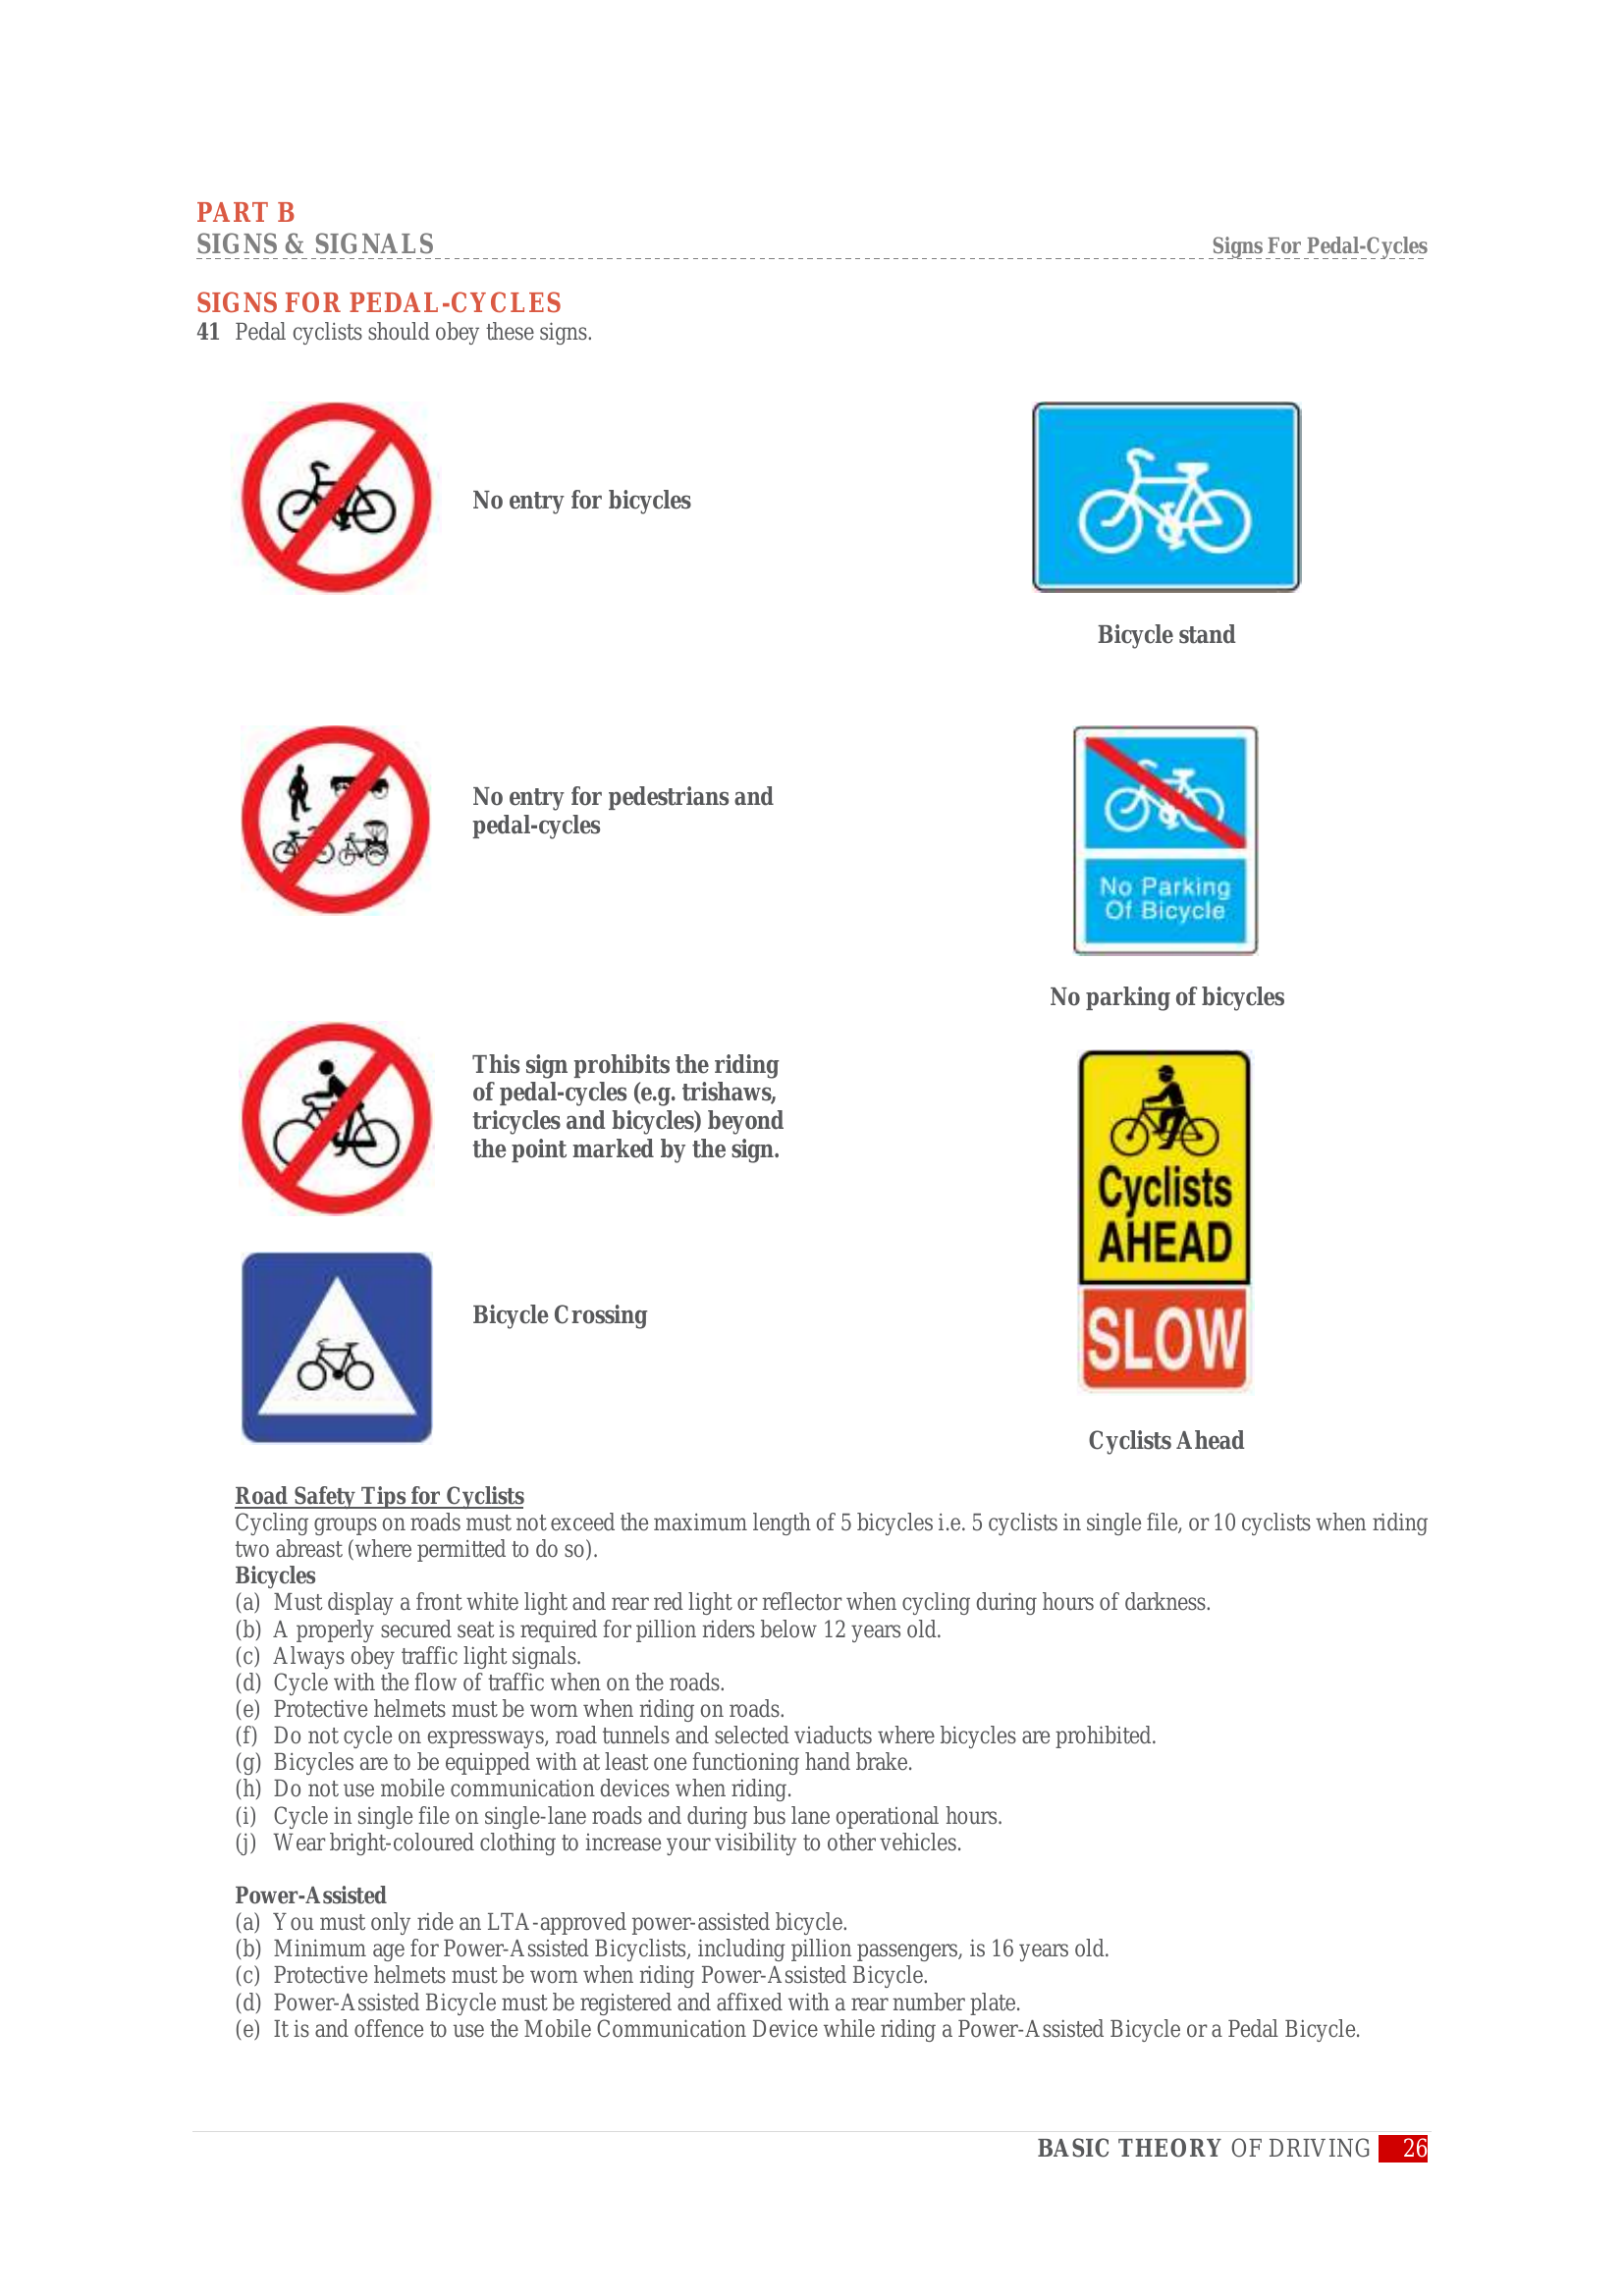 PART B
SIGNS & SIGNALS
Signs For Pedal-Cycles
SIGNS FOR PEDAL-CYCLES
41 Pedal cyclists should obey these signs.
No entry for bicycles
Bicycle stand
No entry for pedestrians and
pedal-cycles
No Parking
Of Bicycle
No parking of bicycles
This sign prohibits the riding
of pedal-cycles (e.g. trishaws,
tricycles and bicycles) beyond
the point marked by the sign.
Cyclists
AHEAD
SLOW
Bicycle Crossing
Cyclists Ahead
Road Safety Tips for Cyclists
Cycling groups on roads must not exceed the maximum length of 5 bicycles i.e. 5 cyclists in single file, or 10 cyclists when riding
two abreast (where permitted to do so).
Bicycles
(a) Must display a front white light and rear red light or reflector when cycling during hours of darkness.
(b) A properly secured seat is required for pillion riders below 12 years old.
(c) Always obey traffic light signals.
(d) Cycle with the flow of traffic when on the roads.
(e) Protective helmets must be worn when riding on roads.
(f) Do not cycle on expressways, road tunnels and selected viaducts where bicycles are prohibited.
(g) Bicycles are to be equipped with at least one functioning hand brake.
(h) Do not use mobile communication devices when riding.
(i) Cycle in single file on single-lane roads and during bus lane operational hours.
(j) Wear bright-coloured clothing to increase your visibility to other vehicles.
Power-Assisted
(a) You must only ride an LTA-approved power-assisted bicycle.
(b) Minimum age for Power-Assisted Bicyclists, including pillion passengers, is 16 years old.
(c) Protective helmets must be worn when riding Power-Assisted Bicycle.
(d) Power-Assisted Bicycle must be registered and affixed with a rear number plate.
(e) It is and offence to use the Mobile Communication Device while riding a Power-Assisted Bicycle or a Pedal Bicycle.
BASIC THEORY OF DRIVING 26